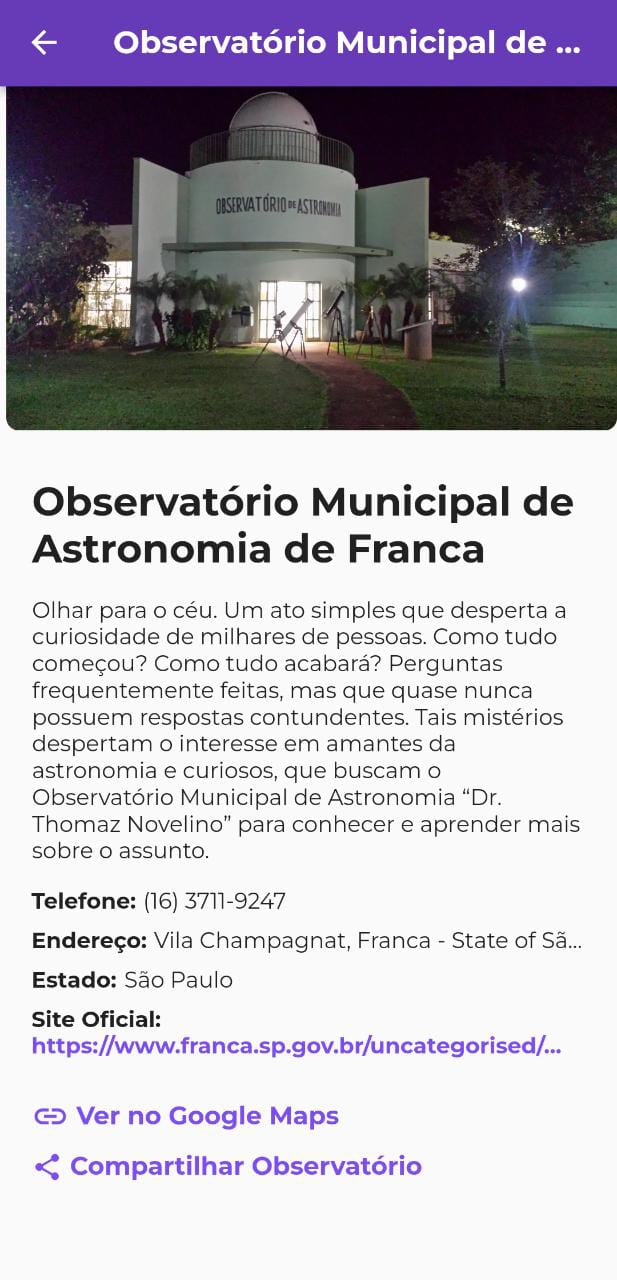 Observatório Municipal de ...
OBSERVATÓRIO DE ASTRONOMIA
Observatório Municipal de
Astronomia de Franca
Olhar para o céu. Um ato simples que desperta a
curiosidade de milhares de pessoas. Como tudo
começou? Como tudo acabará? Perguntas
frequentemente feitas, mas que quase nunca
possuem respostas contundentes. Tais mistérios
despertam o interesse em amantes da
astronomia e curiosos, que buscam o
Observatório Municipal de Astronomia “Dr.
Thomaz Novelino” para conhecer e aprender mais
sobre o assunto.
Telefone: (16) 3711-9247
Endereço: Vila Champagnat, Franca - State of Sã...
Estado: São Paulo
Site Oficial:
https://www.franca.sp.gov.br/uncategorised/...
Ver no Google Maps
Compartilhar Observatório